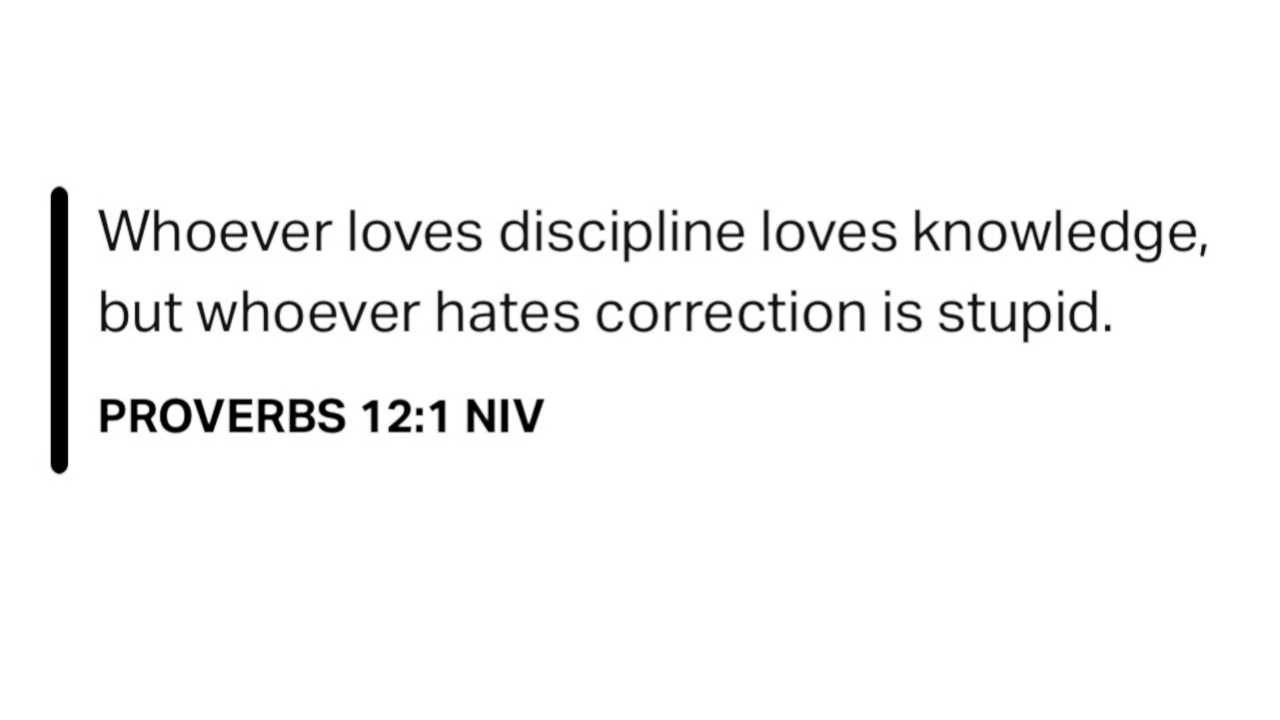 Whoever loves discipline loves knowledge,
but whoever hates correction is stupid.
PROVERBS 12:1 NIV